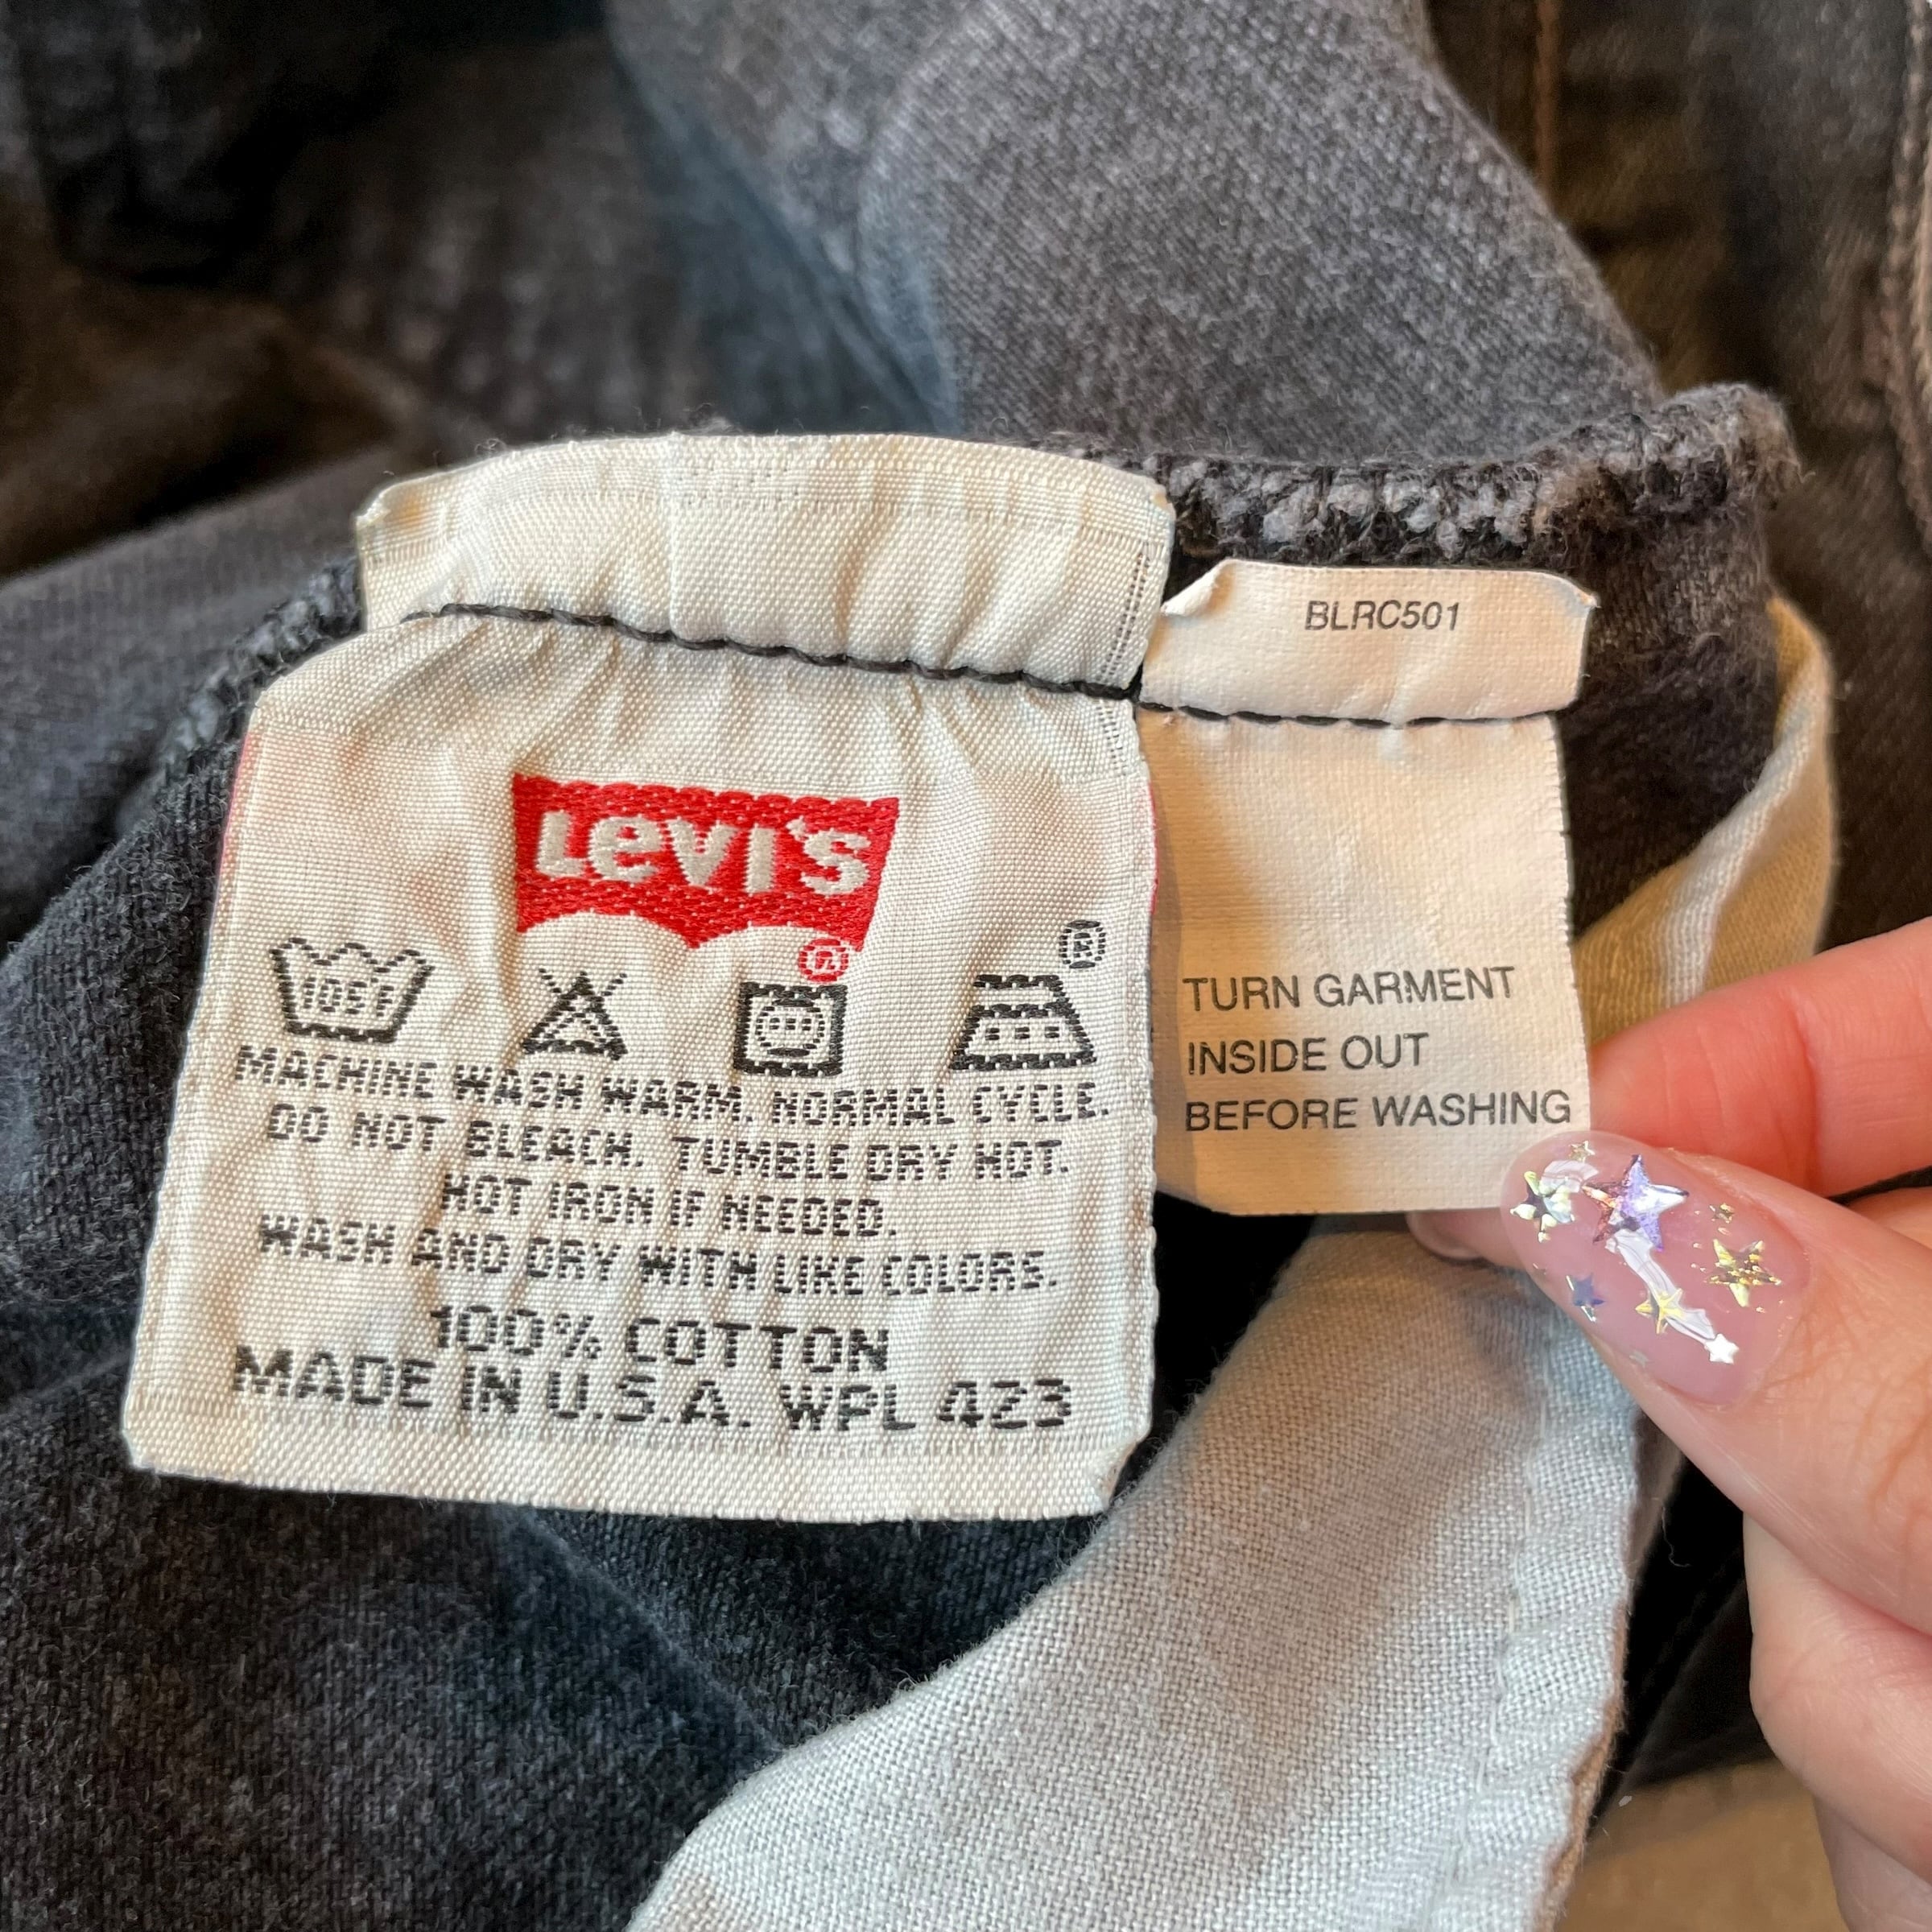 BLRC501
LEVI'S
®
®
105F
MACHINE WASH WARM. NORMAL CYCLE.
DO NOT BLEACH. TUMBLE DRY HOT.
HOT IRON IF NEEDED.
WASH AND DRY WITH LIKE COLORS.
100% COTTON
MADE IN U.S.A. WPL 423
TURN GARMENT
INSIDE OUT
BEFORE WASHING